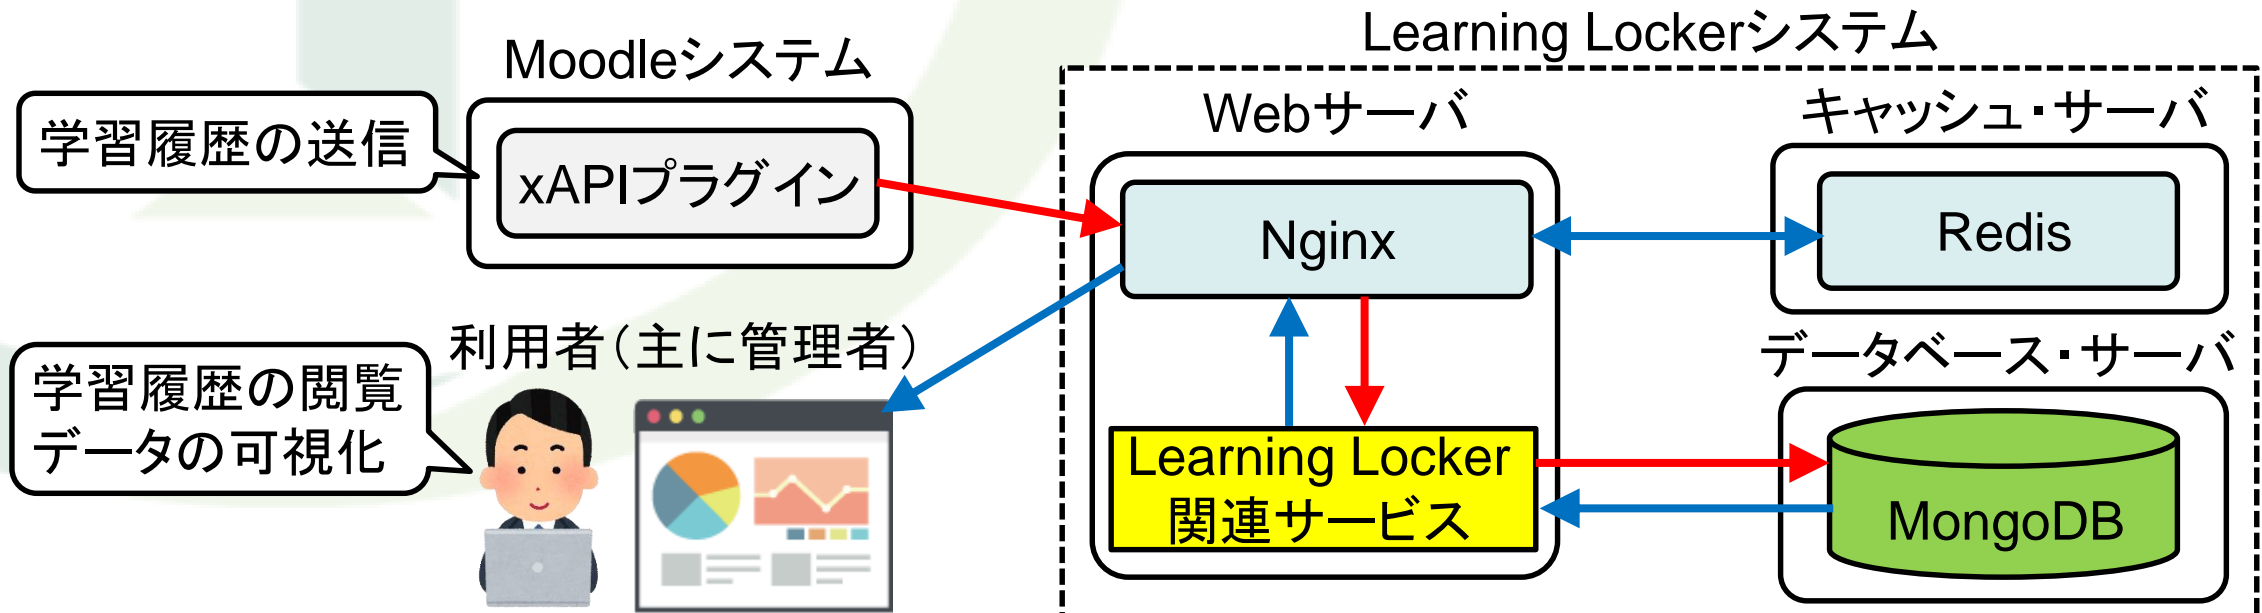 Learning Lockerシステム
Moodleシステム
学習履歴の送信
xAPIプラグイン
Webサーバ
キャッシュ・サーバ
Nginx
Redis
利用者（主に管理者）
学習履歴の閲覧
データの可視化
データベース・サーバ
Learning Locker
関連サービス
MongoDB